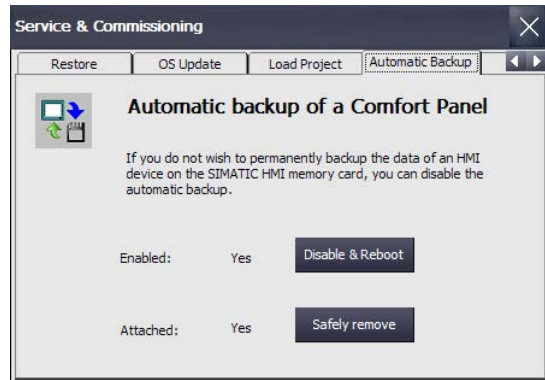 Service & Commissioning
Restore
OS Update
Load Project
Automatic Backup
Automatic backup of a Comfort Panel
If you do not wish to permanently backup the data of an HMI
device on the SIMATIC HMI memory card, you can disable the
automatic backup.
Enabled: Yes Disable & Reboot
Attached: Yes Safely remove